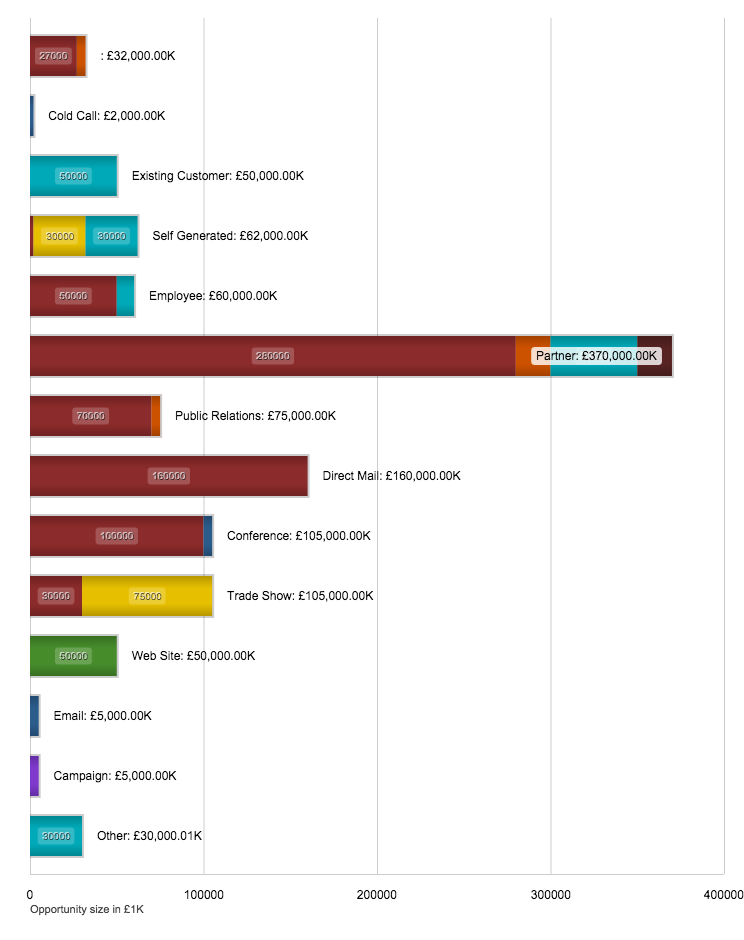 27000 : £32,000.00K
Cold Call: £2,000.00K
50000 Existing Customer: £50,000.00K
30000 30000 Self Generated: £62,000.00K
50000 Employee: £60,000.00K
280000 Partner: £370,000.00K
70000 Public Relations: £75,000.00K
160000 Direct Mail: £160,000.00K
100000 Conference: £105,000.00K
30000 75000 Trade Show: £105,000.00K
50000 Web Site: £50,000.00K
Email: £5,000.00K
Campaign: £5,000.00K
30000 Other: £30,000.01K
0 100000 200000 300000 400000
Opportunity size in £1K